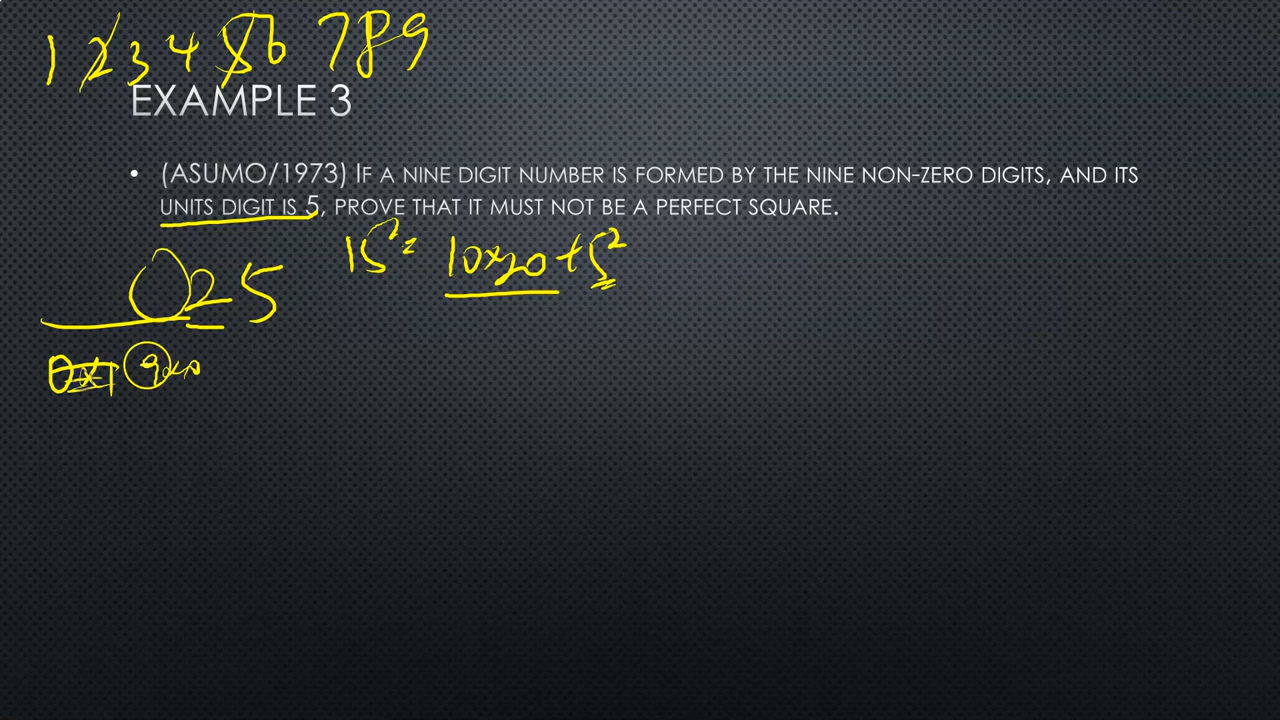 1 2 3 4 5 6 7 8 9
EXAMPLE 3
• (ASUMO/1973) IF A NINE DIGIT NUMBER IS FORMED BY THE NINE NON-ZERO DIGITS, AND ITS
UNITS DIGIT IS 5, PROVE THAT IT MUST NOT BE A PERFECT SQUARE.
15² = 10×20 + 5²
2 5